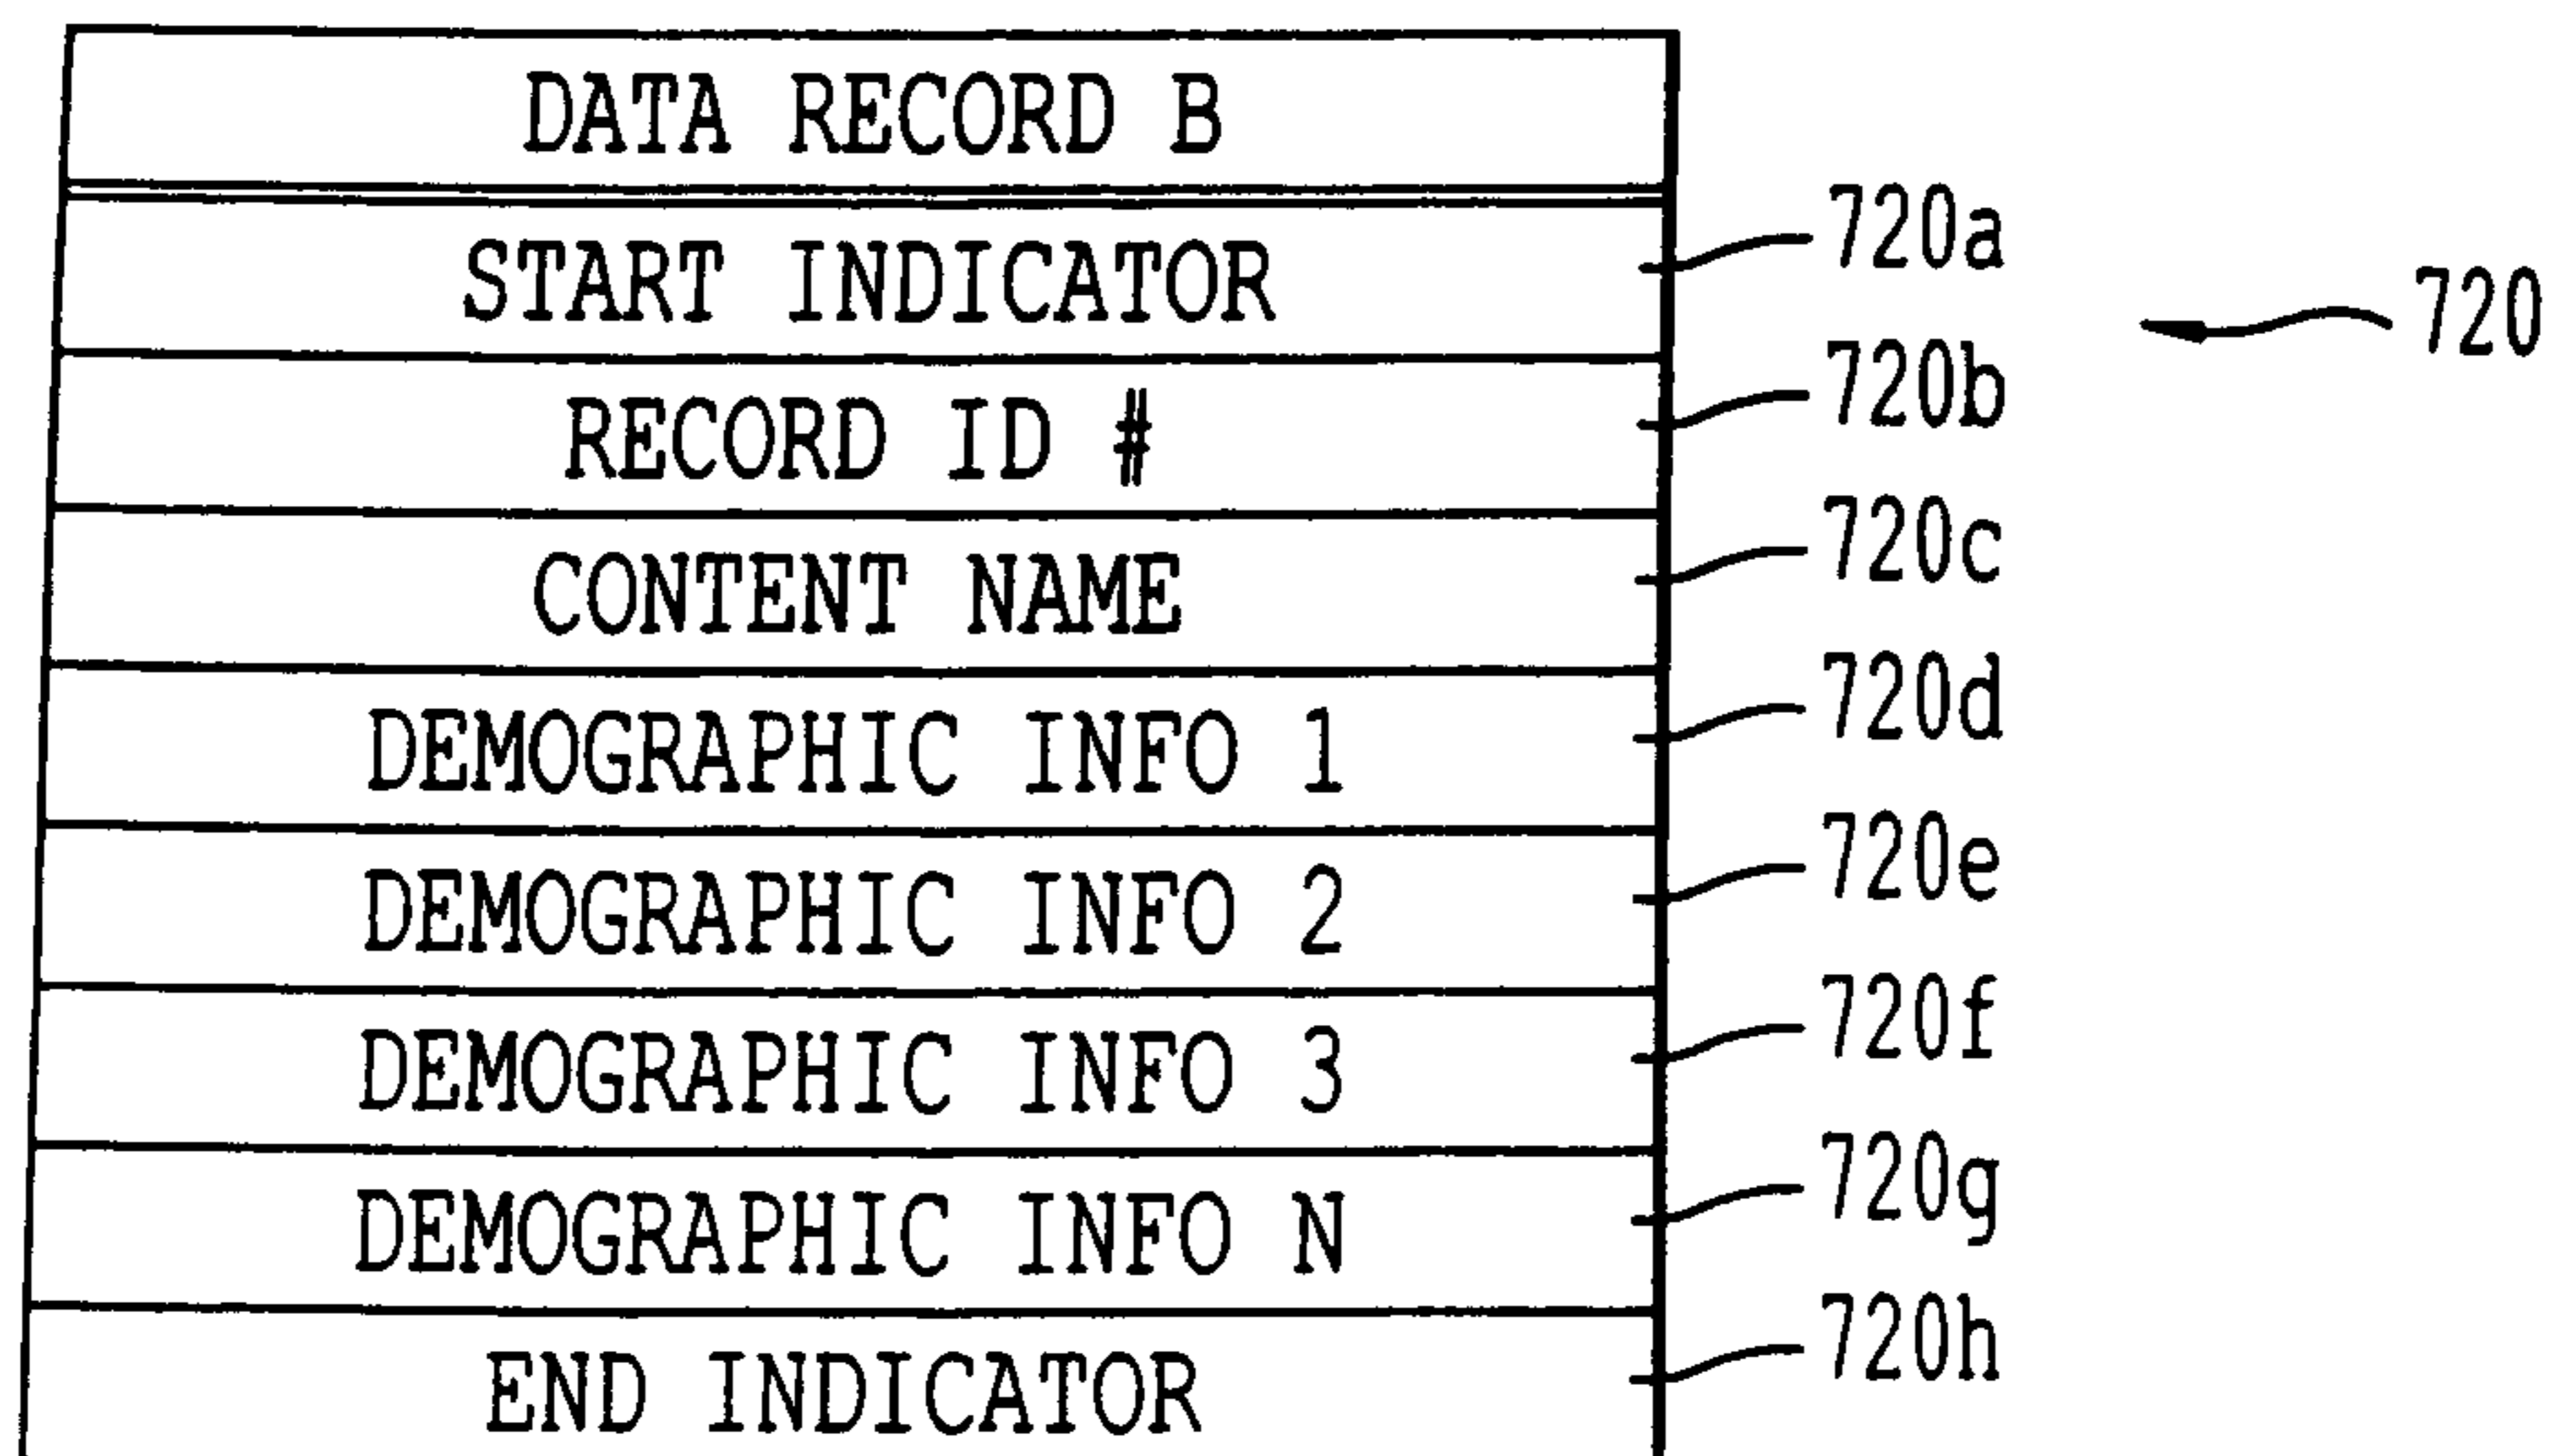 DATA RECORD B
START INDICATOR 720a
720
RECORD ID # 720b
CONTENT NAME 720c
DEMOGRAPHIC INFO 1 720d
DEMOGRAPHIC INFO 2 720e
DEMOGRAPHIC INFO 3 720f
DEMOGRAPHIC INFO N 720g
END INDICATOR 720h